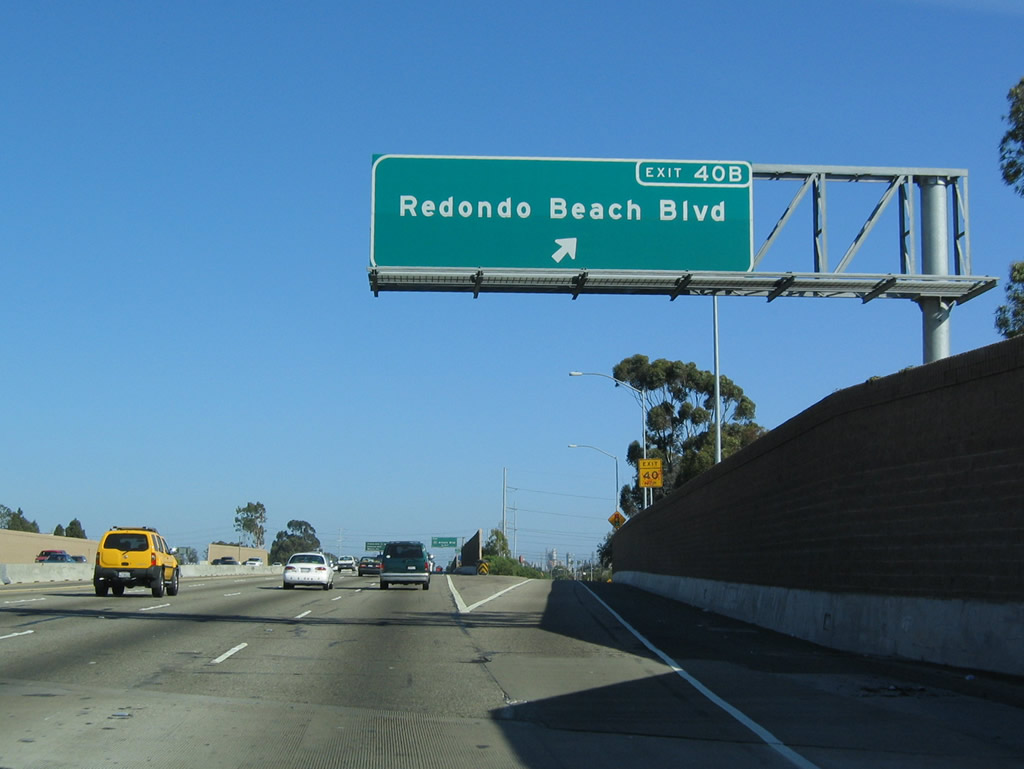 EXIT 40B
Redondo Beach Blvd
EXIT
40